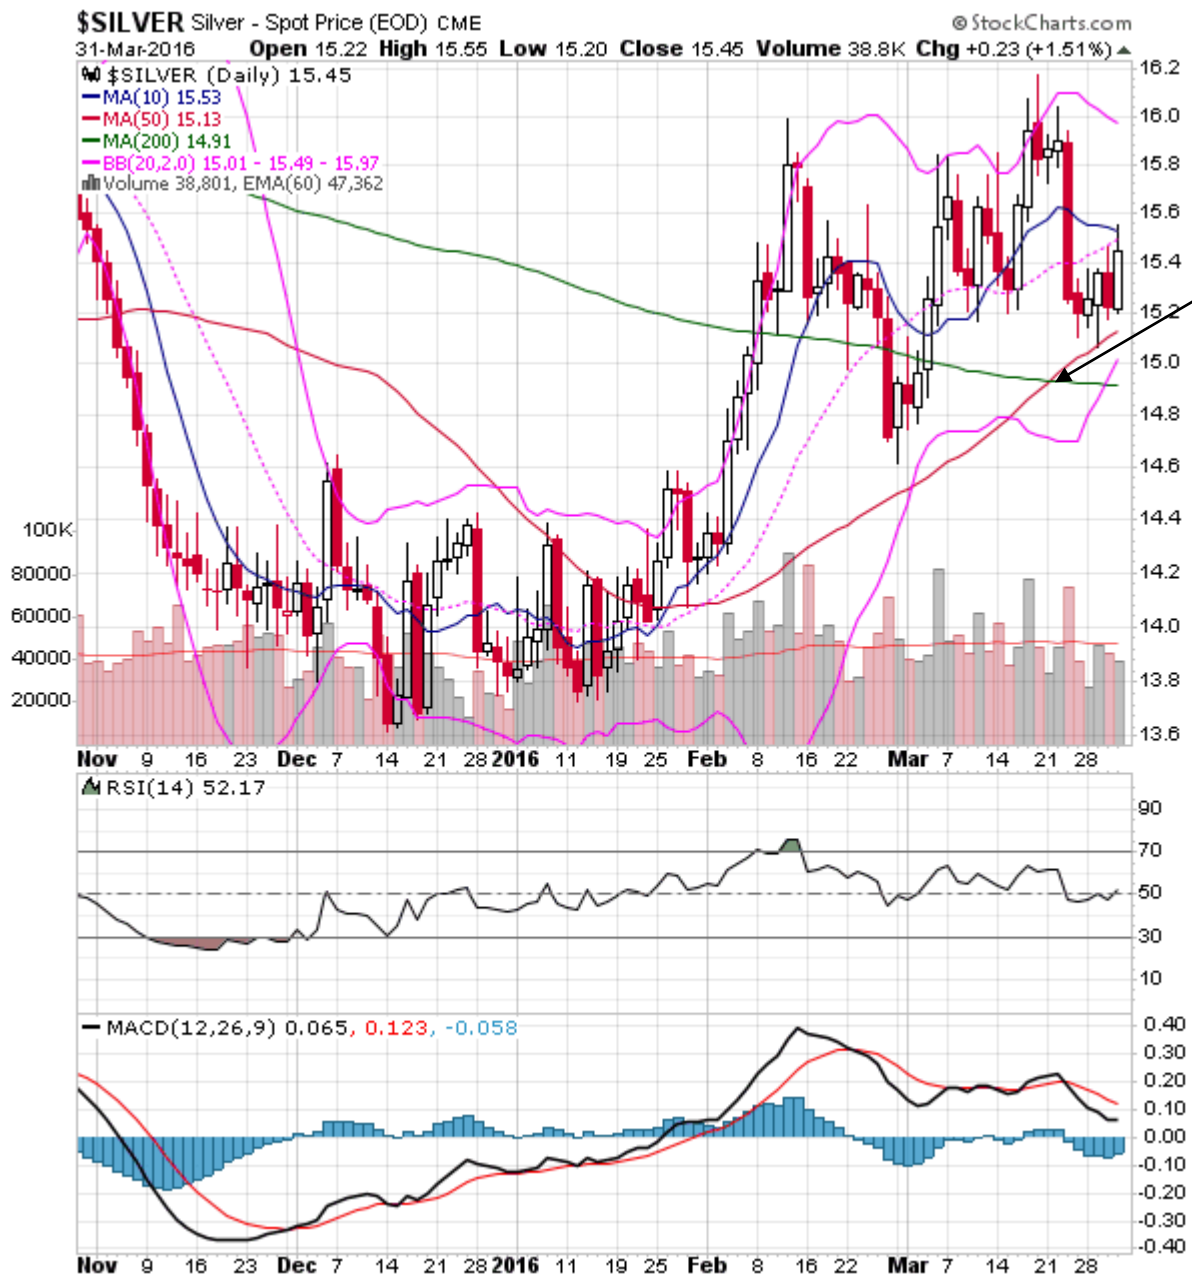 $SILVER Silver - Spot Price (EOD) CME © StockCharts.com
31-Mar-2016 Open 15.22 High 15.55 Low 15.20 Close 15.45 Volume 38.8K Chg +0.23 (+1.51%)
$SILVER (Daily) 15.45
MA(10) 15.53
MA(50) 15.13
MA(200) 14.91
BB(20,2.0) 15.01 - 15.49 - 15.97
Volume 38,801, EMA(60) 47,362
16.2
16.0
15.8
15.6
15.4
15.2
15.0
14.8
14.6
14.4
14.2
14.0
13.8
13.6
100K
80000
60000
40000
20000
Nov 9 16 23 Dec 7 14 21 28 2016 11 19 25 Feb 8 16 22 Mar 7 14 21 28
RSI(14) 52.17
90
70
50
30
10
MACD(12,26,9) 0.065, 0.123, -0.058
0.40
0.30
0.20
0.10
0.00
-0.10
-0.20
-0.30
-0.40
Nov 9 16 23 Dec 7 14 21 28 2016 11 19 25 Feb 8 16 22 Mar 7 14 21 28